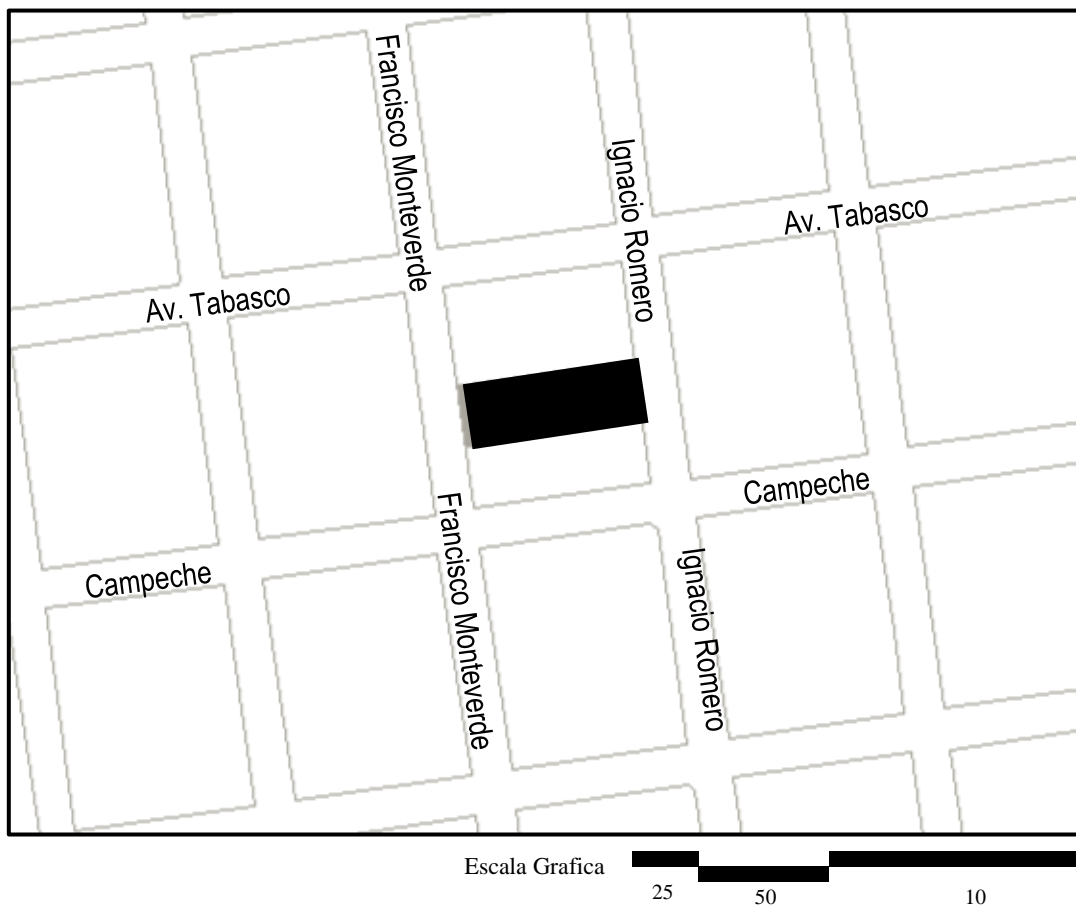 Francisco Monteverde
Ignacio Romero
Av. Tabasco
Av. Tabasco
Campeche
Francisco Monteverde
Ignacio Romero
Campeche
Escala Grafica
25
50
10